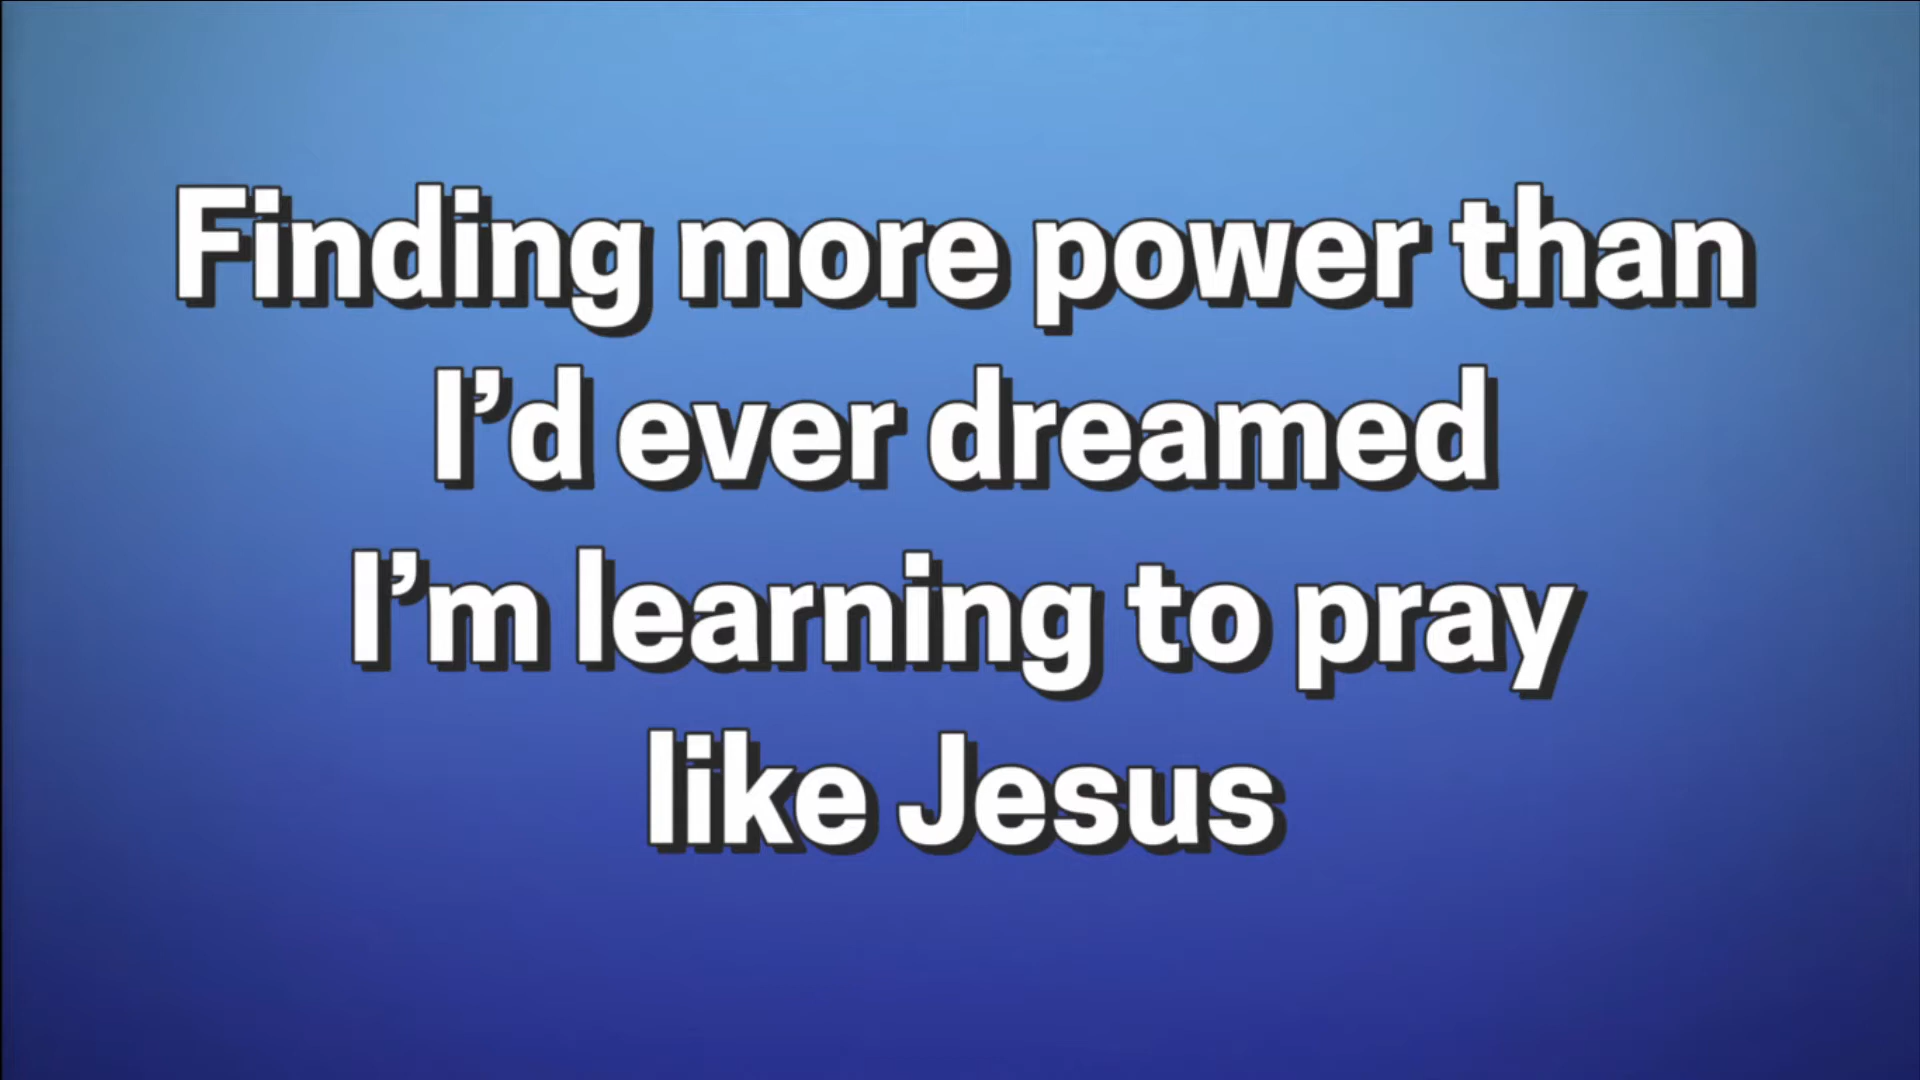 Finding more power than
I’d ever dreamed
I’m learning to pray
like Jesus